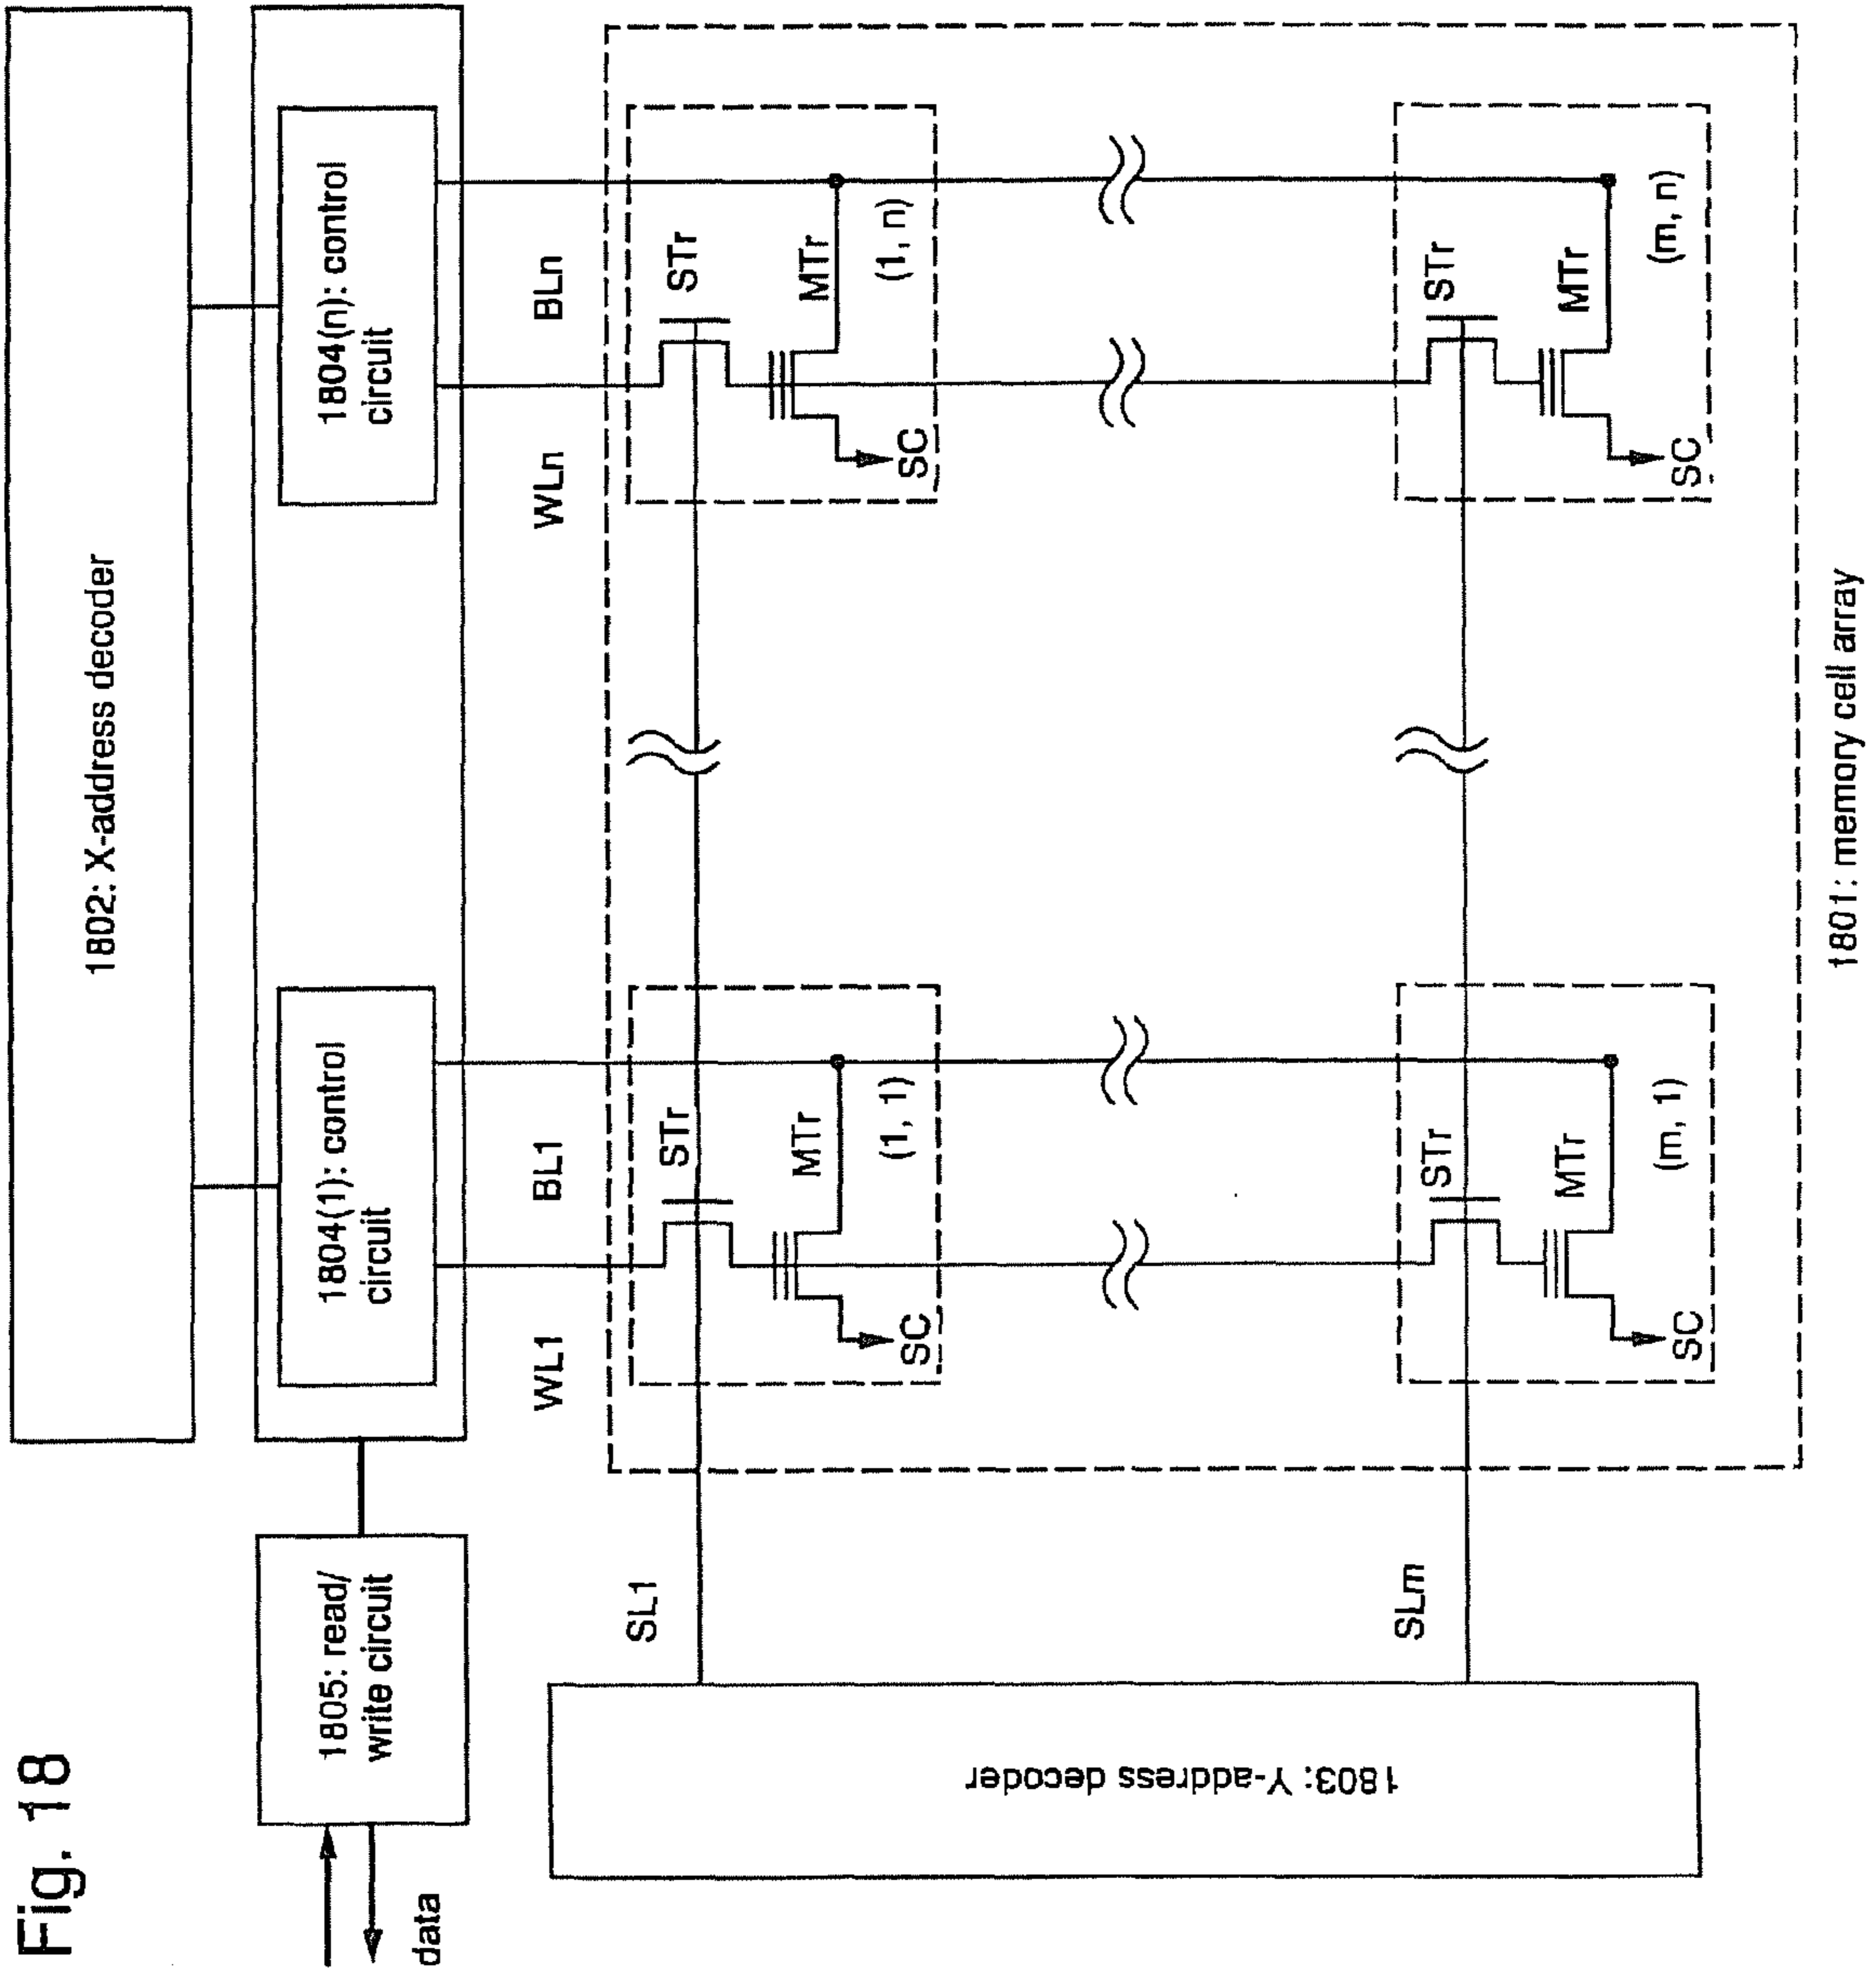 Fig. 18
1802: X-address decoder
1805: read/
write circuit
data
1804(1): control
circuit
1804(n): control
circuit
WL1
BL1
WLn
BLn
SL1
STr
MTr
(1, 1)
SC
STr
MTr
(1, n)
SC
1803: Y-address decoder
SLm
STr
MTr
(m, 1)
SC
STr
MTr
(m, n)
SC
1801: memory cell array